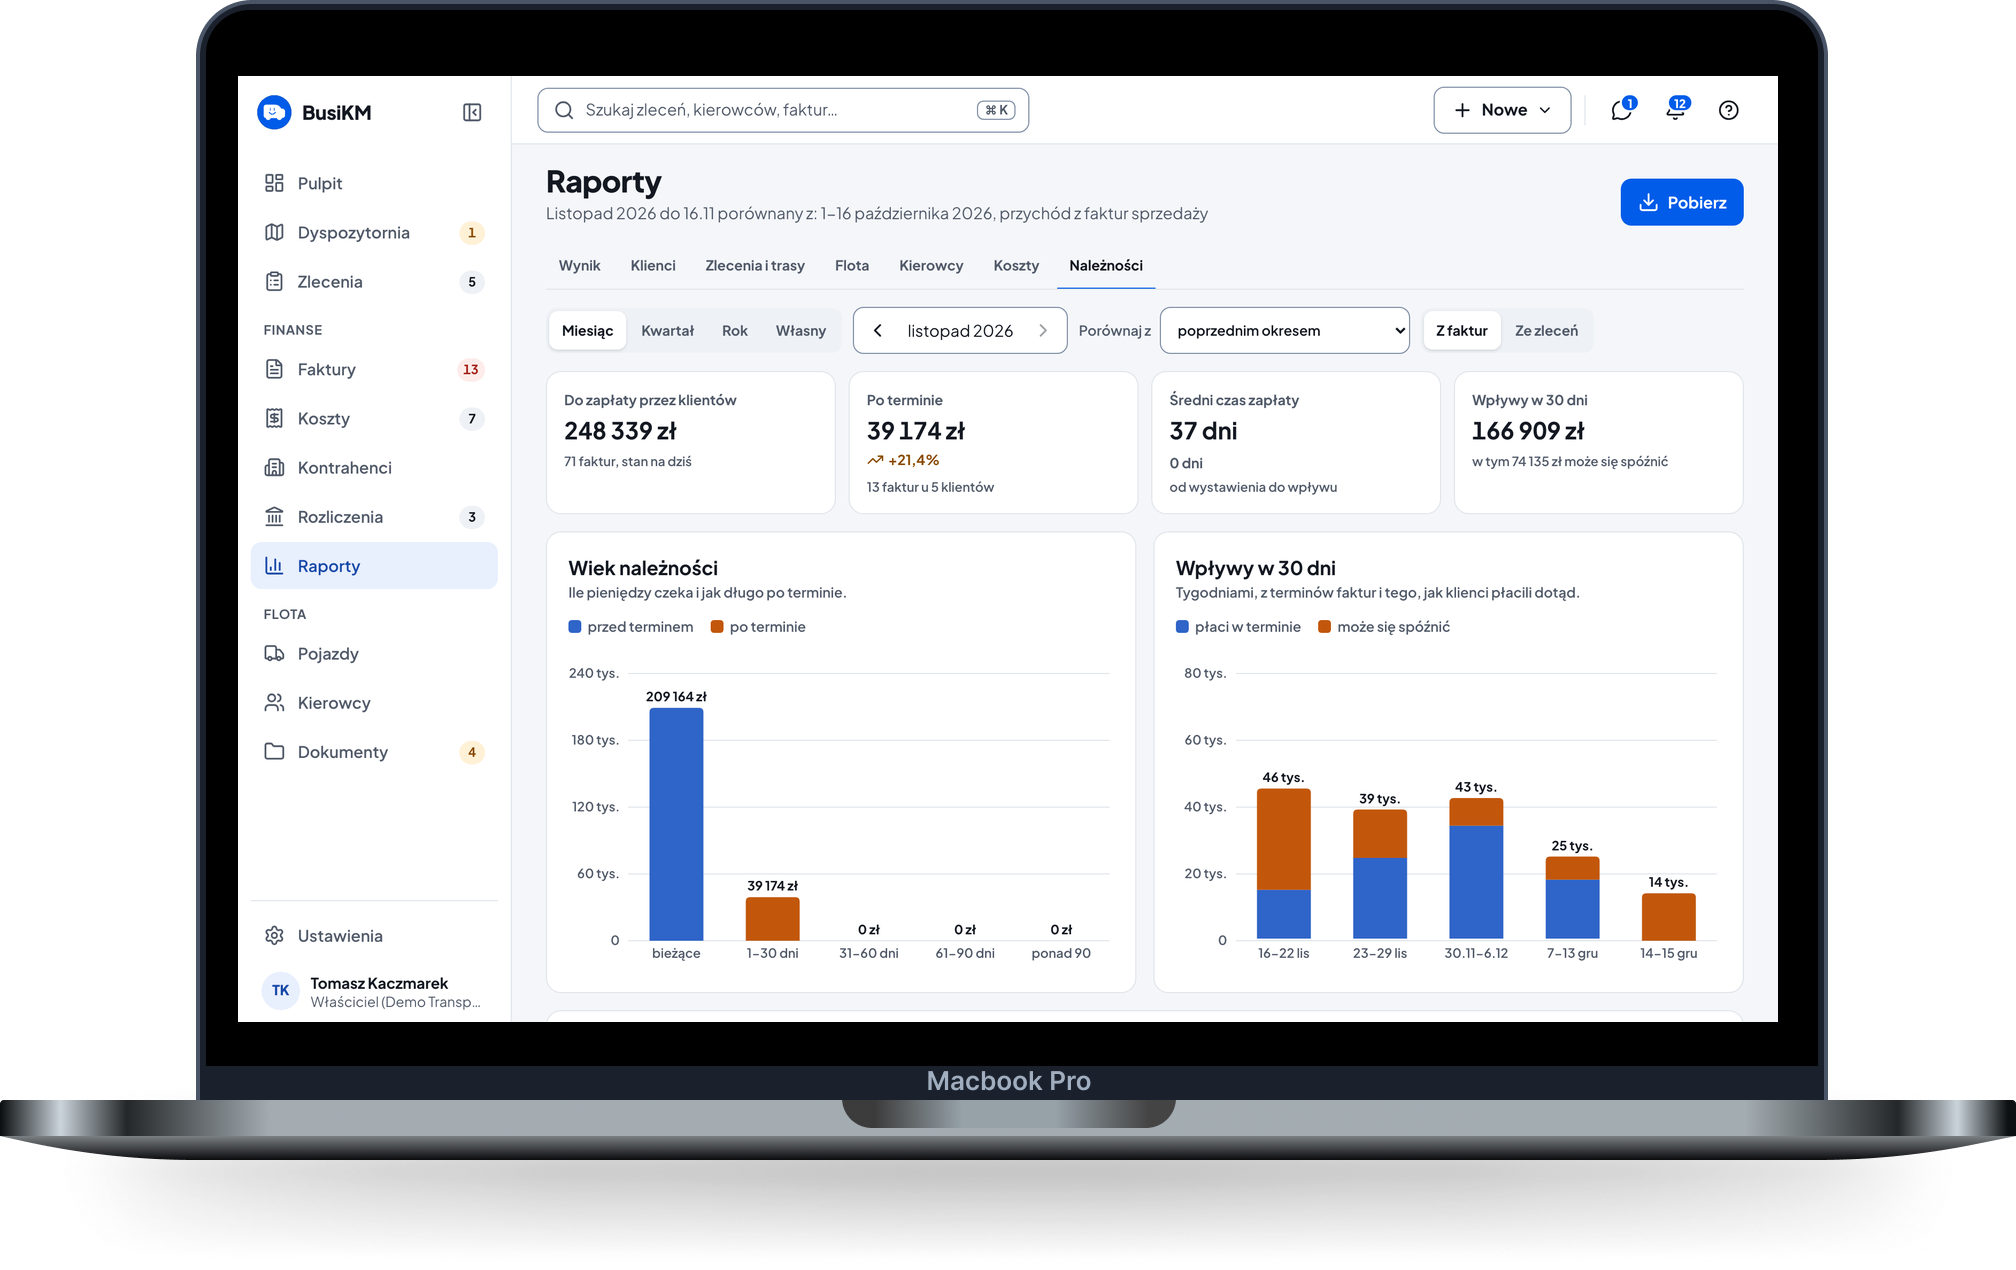 BusiKM
Szukaj zleceń, kierowców, faktur...
⌘ K
Nowe
1
12
Pulpit
Dyspozytornia
1
Zlecenia
5
FINANSE
Faktury
13
Koszty
7
Kontrahenci
Rozliczenia
3
Raporty
FLOTA
Pojazdy
Kierowcy
Dokumenty
4
Ustawienia
TK
Tomasz Kaczmarek
Właściciel (Demo Transp...
Raporty
Listopad 2026 do 16.11 porównany z: 1–16 października 2026, przychód z faktur sprzedaży
Pobierz
Wynik Klienci Zlecenia i trasy Flota Kierowcy Koszty Należności
Miesiąc Kwartał Rok Własny listopad 2026 Porównaj z poprzednim okresem Z faktur Ze zleceń
Do zapłaty przez klientów
248 339 zł
71 faktur, stan na dziś
Po terminie
39 174 zł
+21,4%
13 faktur u 5 klientów
Średni czas zapłaty
37 dni
0 dni
od wystawienia do wpływu
Wpływy w 30 dni
166 909 zł
w tym 74 135 zł może się spóźnić
Wiek należności
Ile pieniędzy czeka i jak długo po terminie.
przed terminem po terminie
240 tys.
180 tys.
120 tys.
60 tys.
0
209 164 zł
39 174 zł
0 zł
0 zł
0 zł
bieżące 1–30 dni 31–60 dni 61–90 dni ponad 90
Wpływy w 30 dni
Tygodniami, z terminów faktur i tego, jak klienci płacili dotąd.
płaci w terminie może się spóźnić
80 tys.
60 tys.
40 tys.
20 tys.
0
46 tys.
39 tys.
43 tys.
25 tys.
14 tys.
16–22 lis 23–29 lis 30.11–6.12 7–13 gru 14–15 gru
Macbook Pro